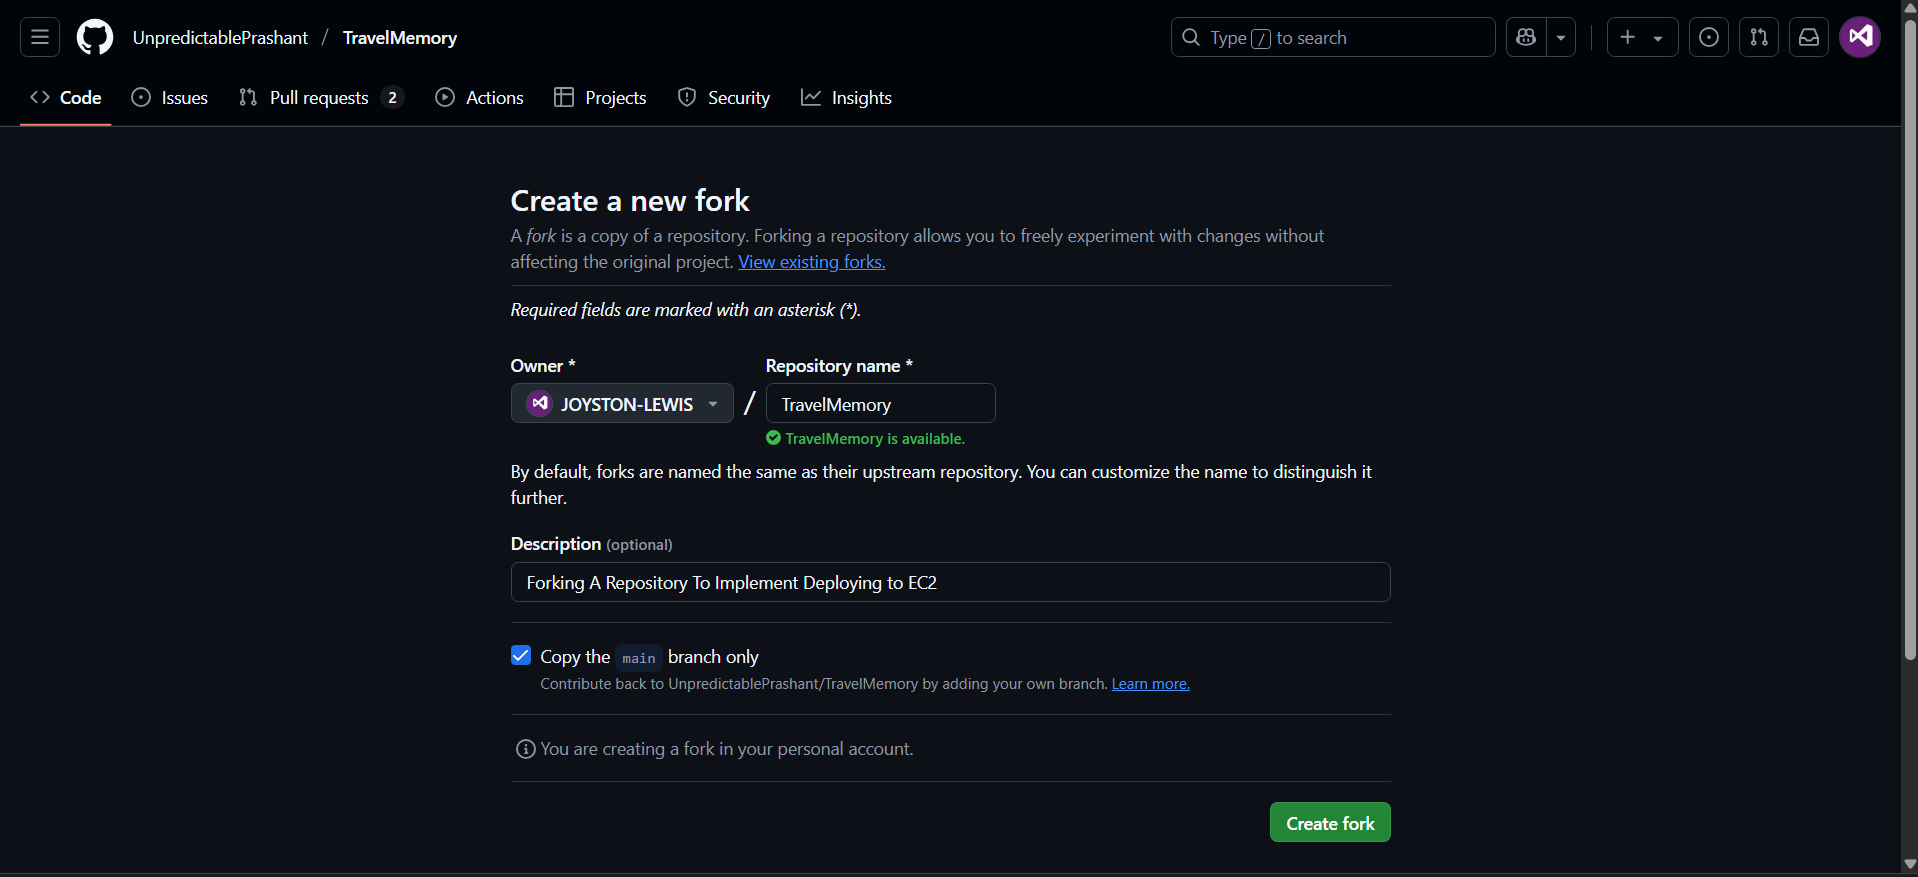 UnpredictablePrashant / TravelMemory
Type / to search
Code Issues Pull requests 2 Actions Projects Security Insights
Create a new fork
A fork is a copy of a repository. Forking a repository allows you to freely experiment with changes without
affecting the original project. View existing forks.
Required fields are marked with an asterisk (*).
Owner * Repository name *
JOYSTON-LEWIS / TravelMemory
TravelMemory is available.
By default, forks are named the same as their upstream repository. You can customize the name to distinguish it
further.
Description (optional)
Forking A Repository To Implement Deploying to EC2
Copy the main branch only
Contribute back to UnpredictablePrashant/TravelMemory by adding your own branch. Learn more.
You are creating a fork in your personal account.
Create fork